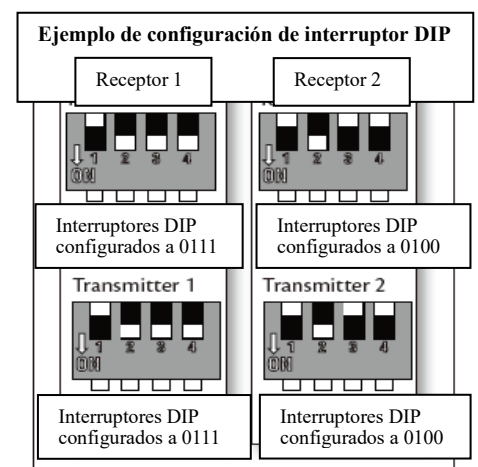 Ejemplo de configuración de interruptor DIP
Receptor 1
Receptor 2
1 2 3 4
ON
1 2 3 4
ON
Interruptores DIP
configurados a 0111
Interruptores DIP
configurados a 0100
Transmitter 1
Transmitter 2
1 2 3 4
ON
1 2 3 4
ON
Interruptores DIP
configurados a 0111
Interruptores DIP
configurados a 0100